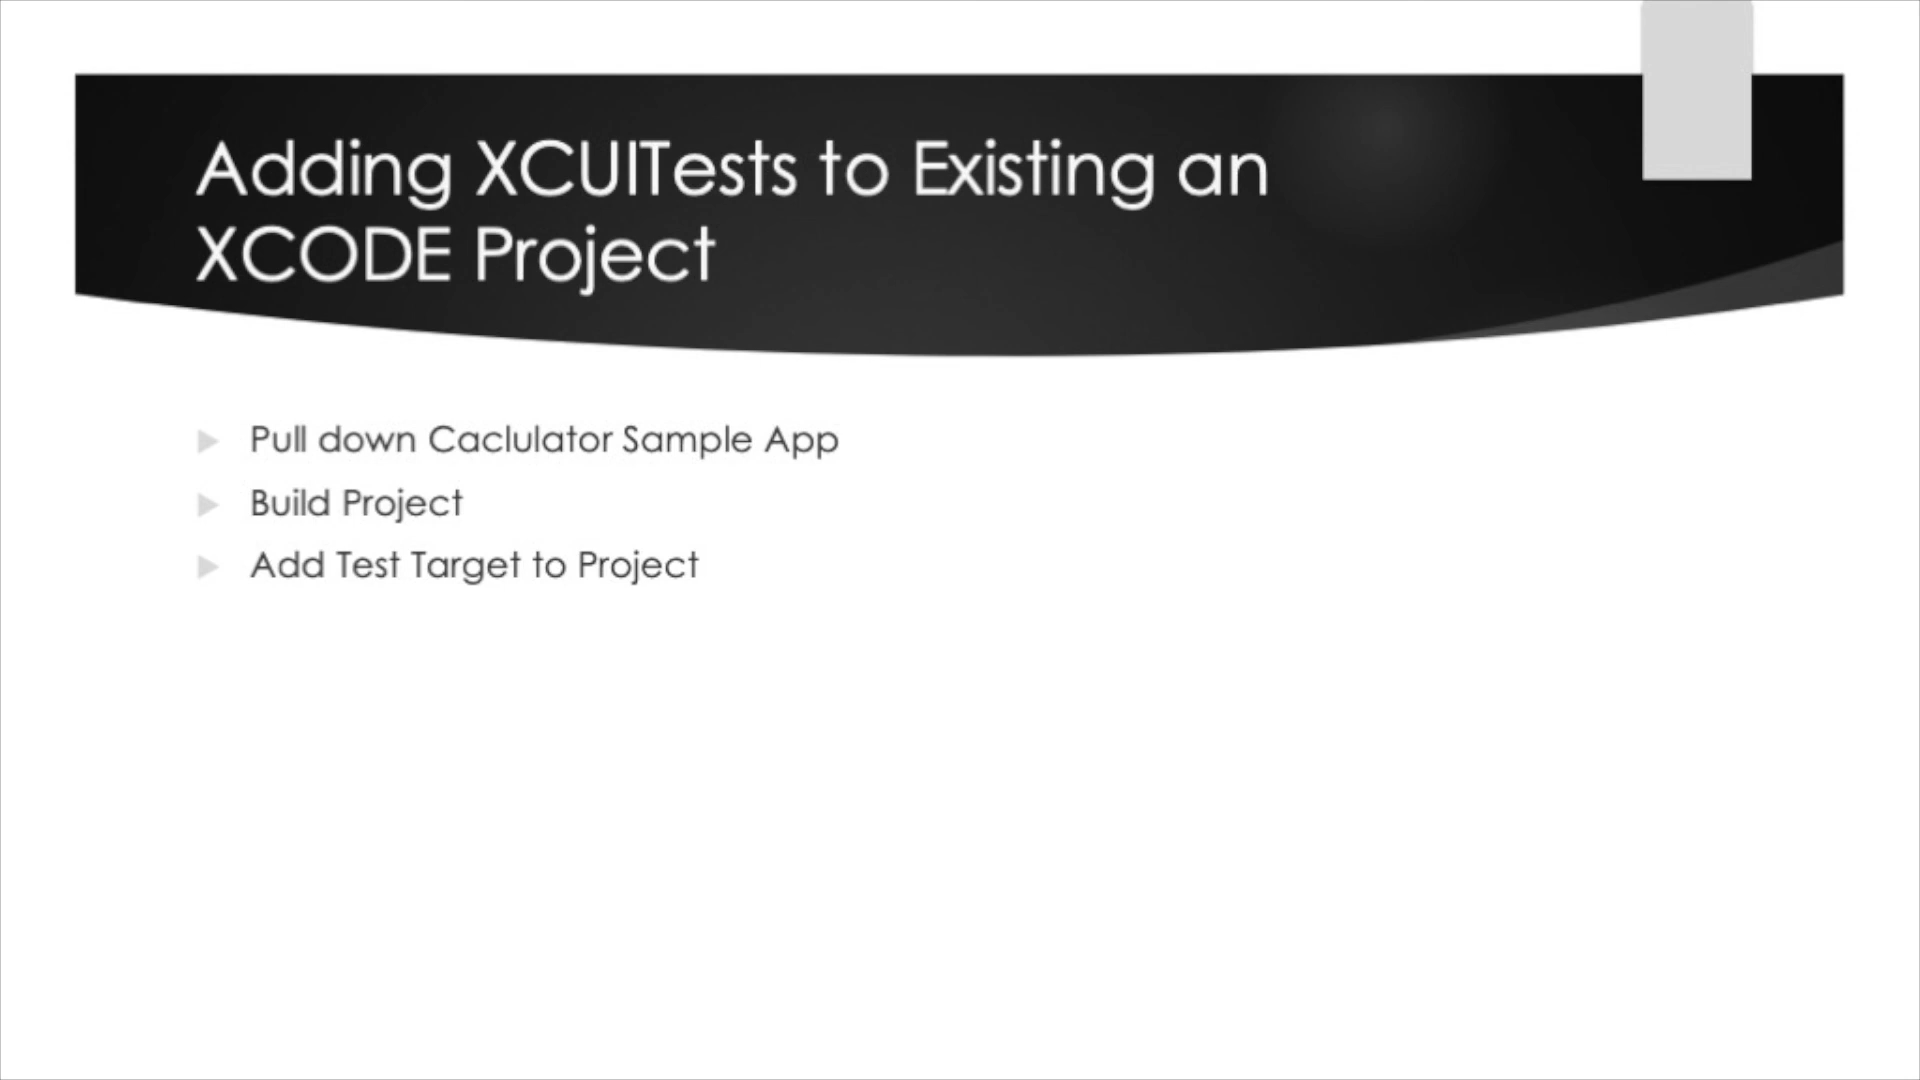 Adding XCUITests to Existing an
XCODE Project
Pull down Caclulator Sample App
Build Project
Add Test Target to Project